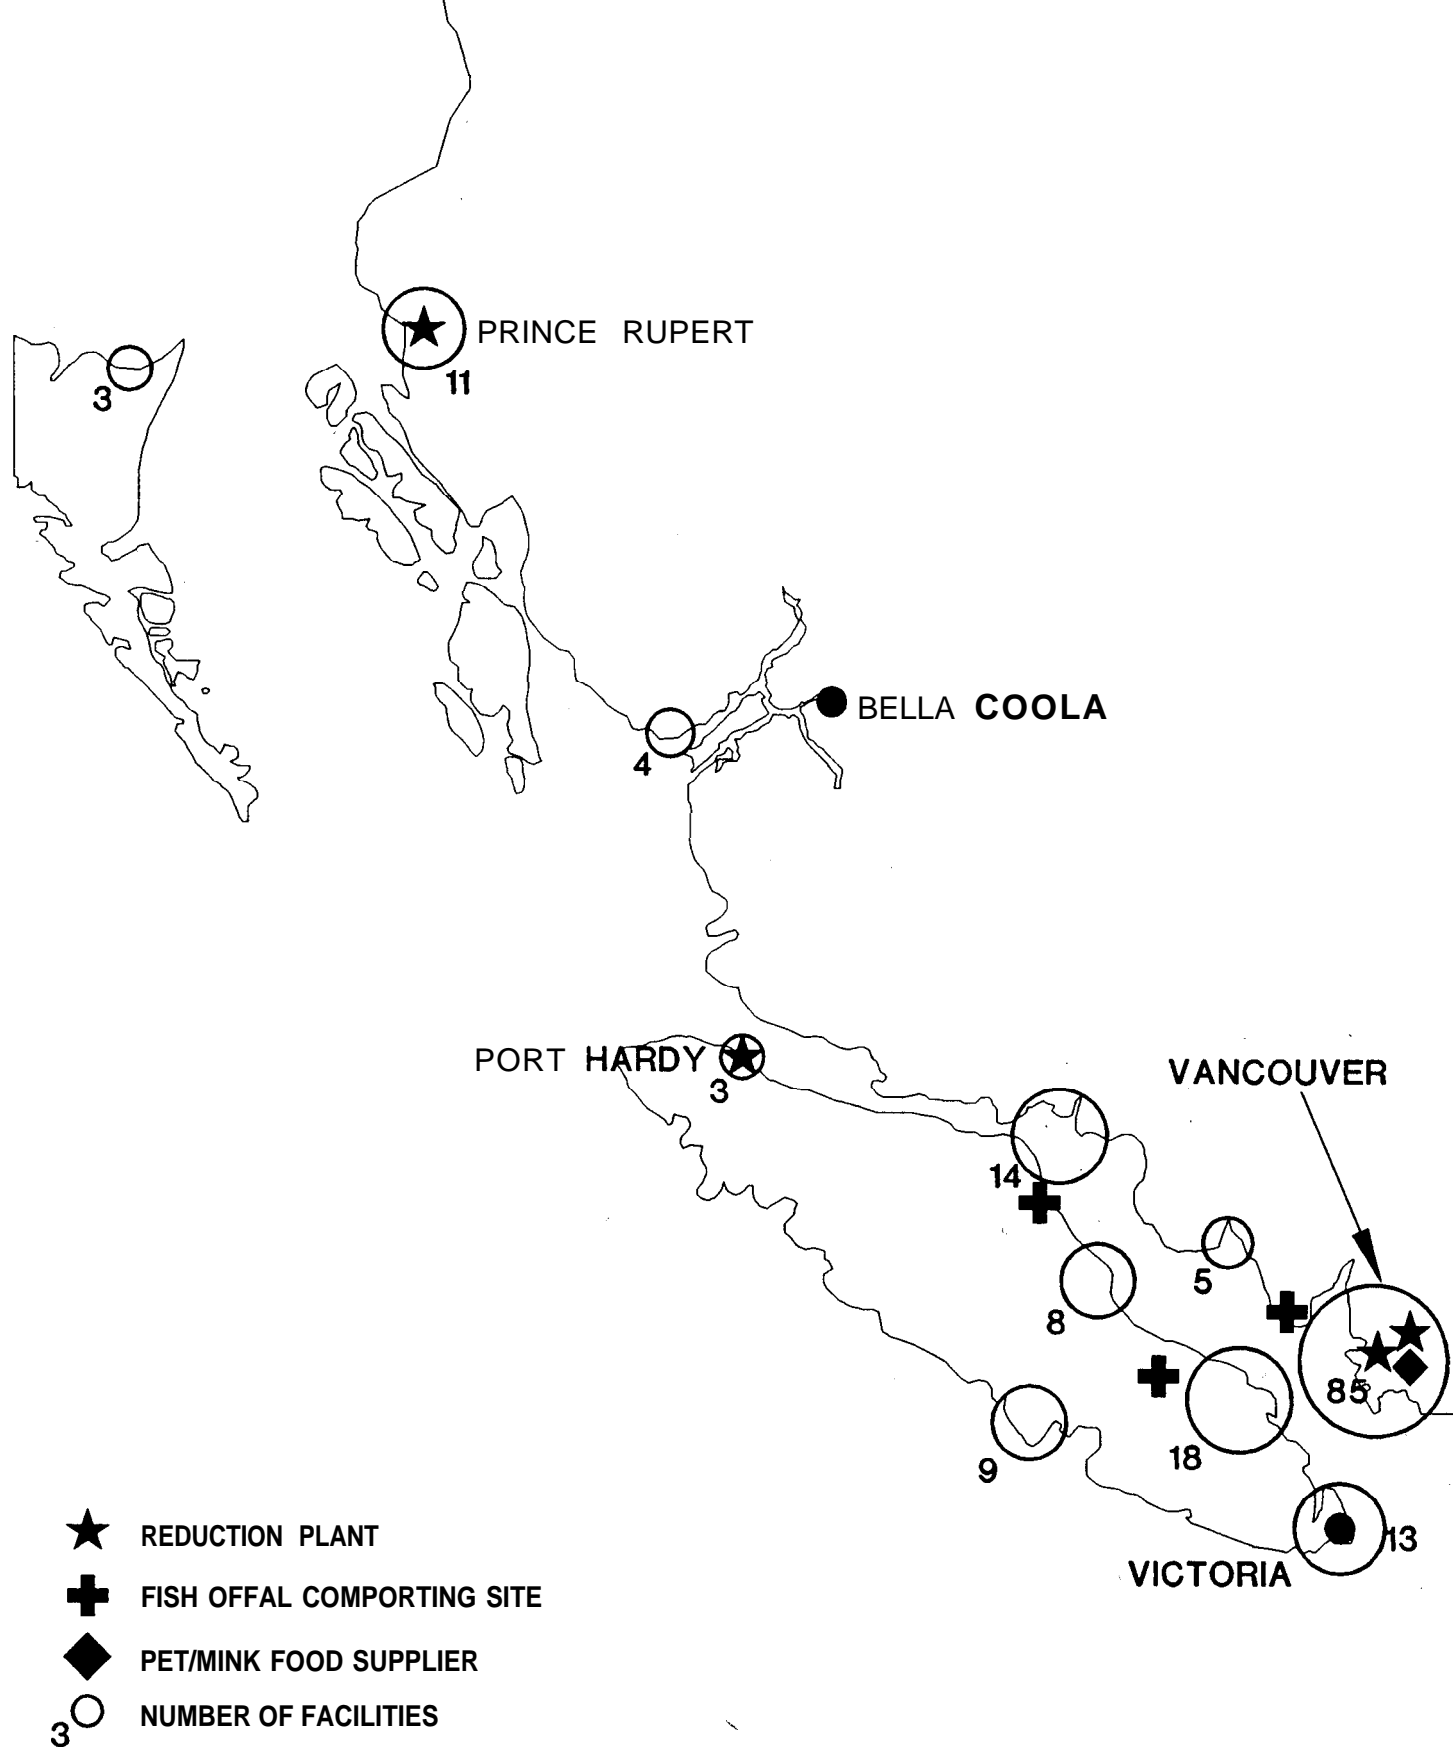 PRINCE RUPERT
11
3
BELLA COOLA
4
PORT HARDY
3
VANCOUVER
14
5
8
85
18
9
13
VICTORIA
REDUCTION PLANT
FISH OFFAL COMPORTING SITE
PET/MINK FOOD SUPPLIER
3 NUMBER OF FACILITIES